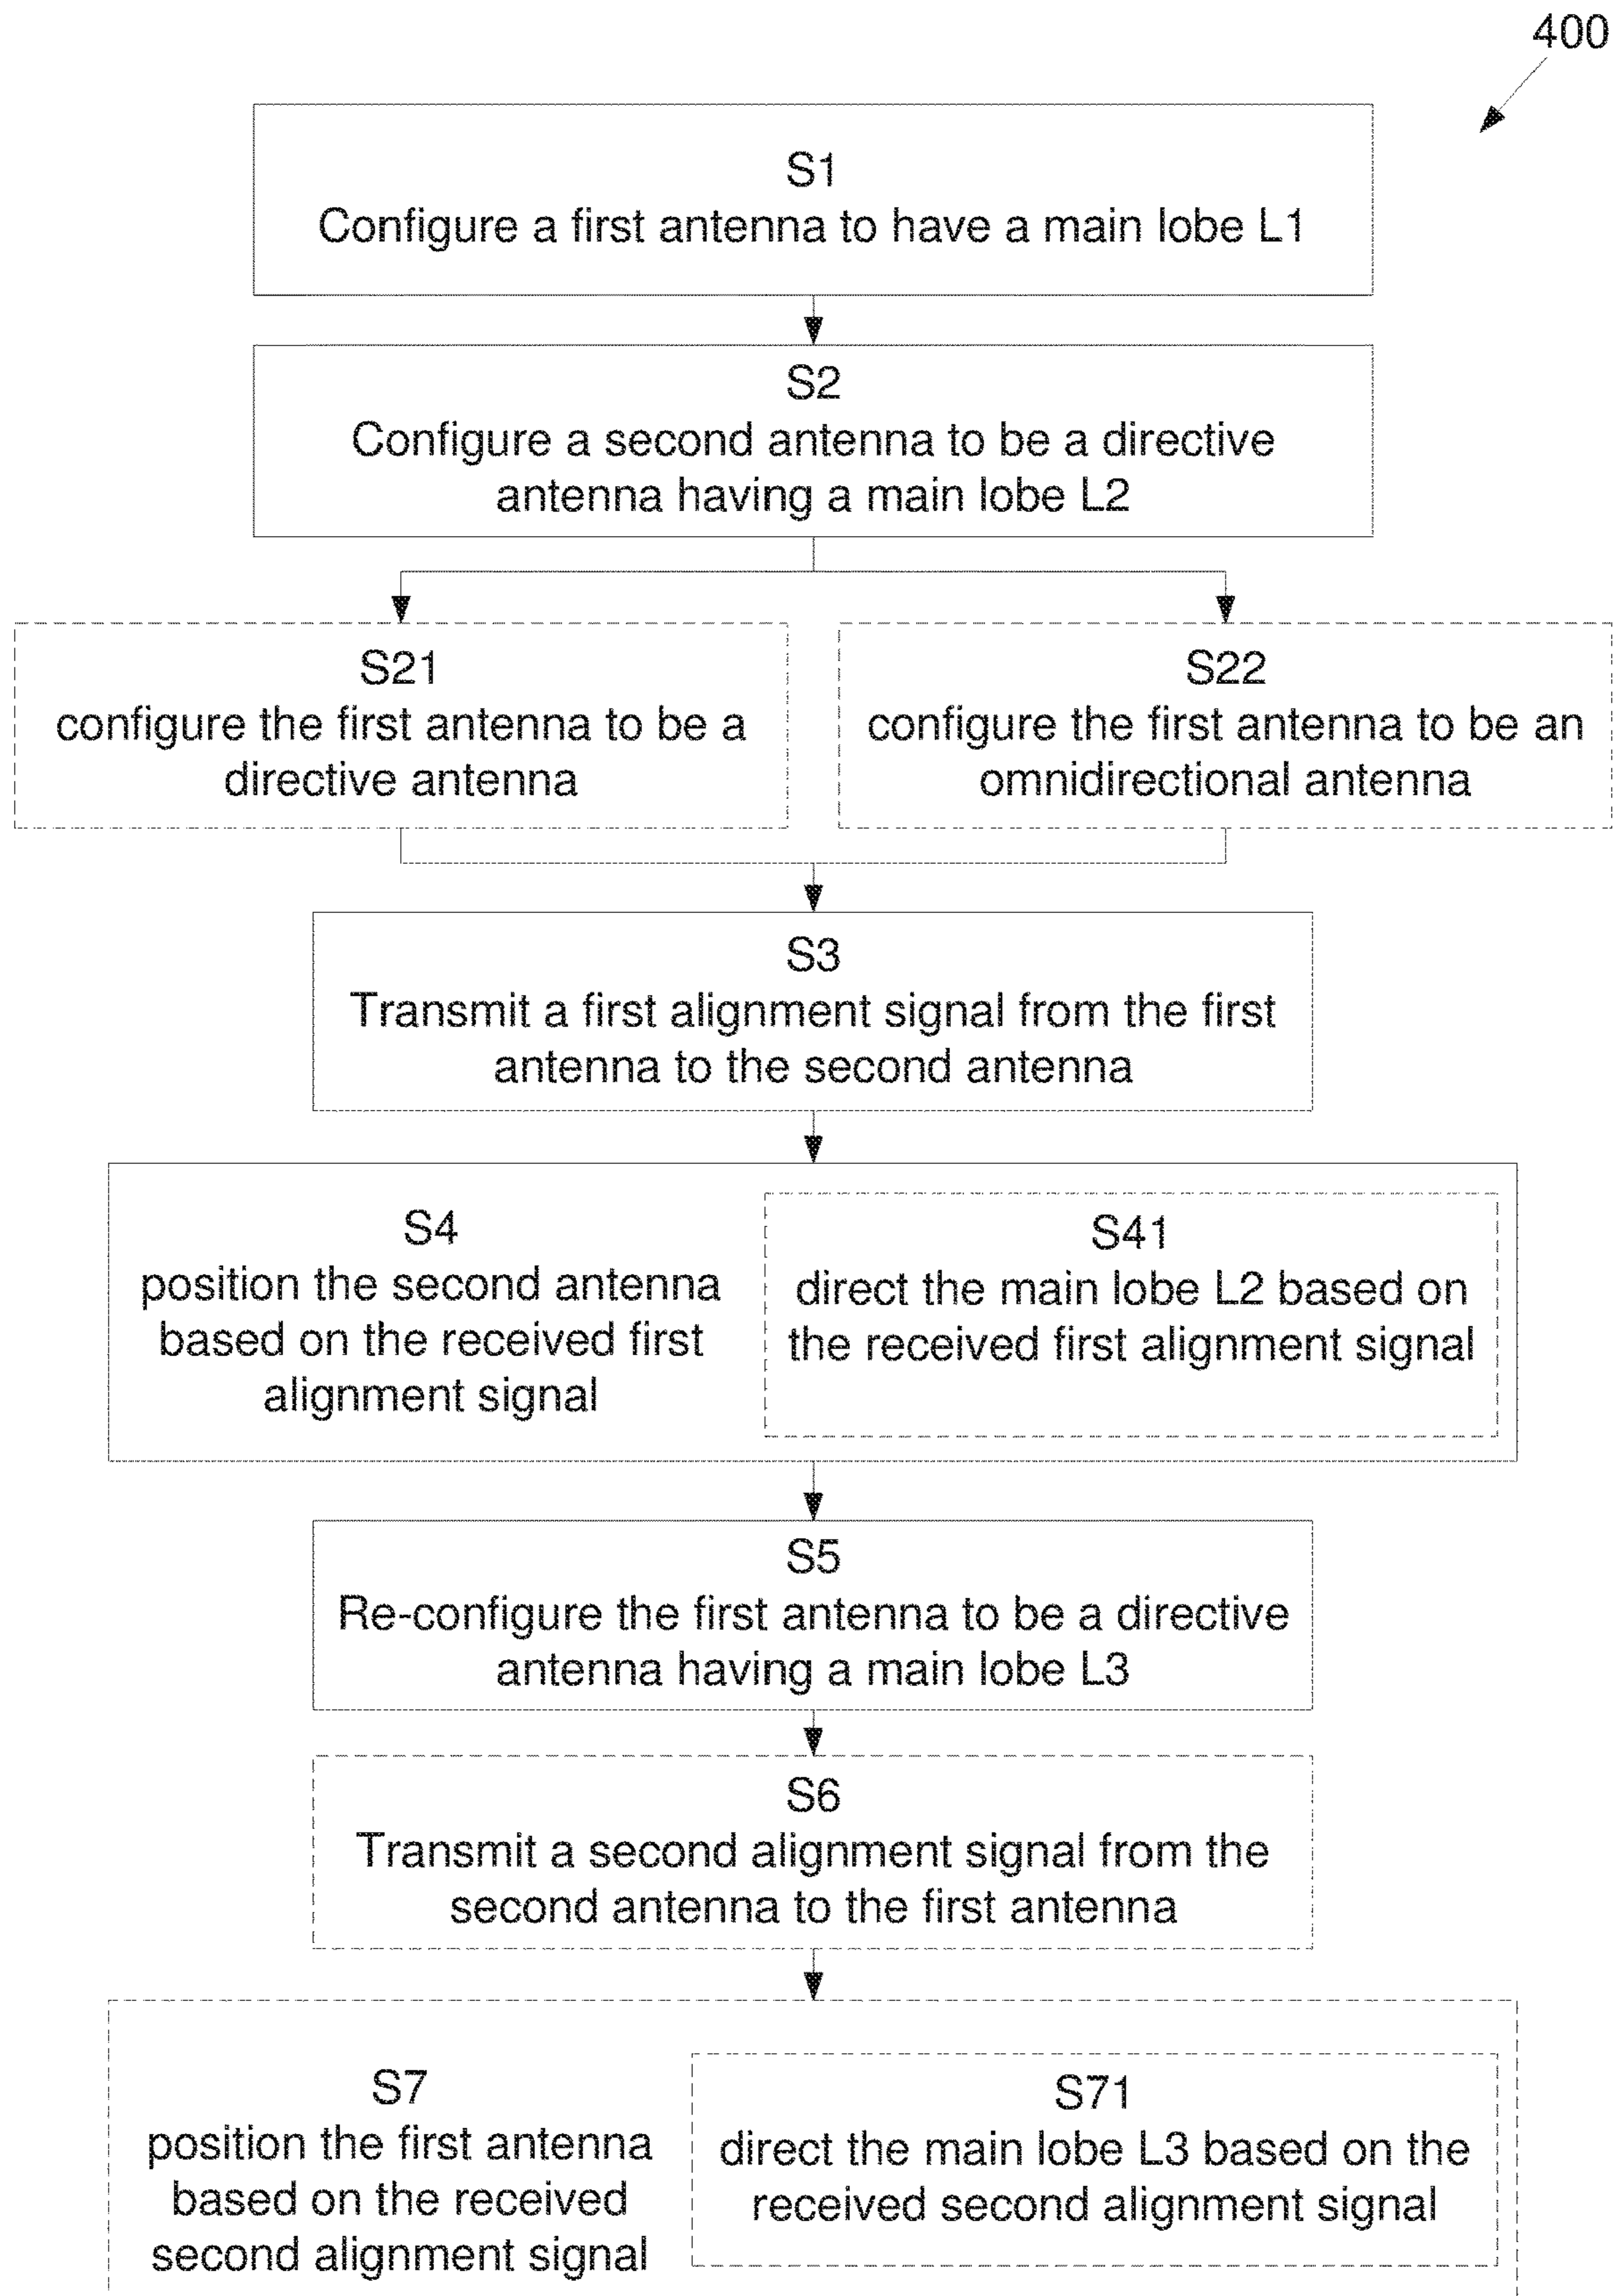 400
S1
Configure a first antenna to have a main lobe L1
S2
Configure a second antenna to be a directive
antenna having a main lobe L2
S21
configure the first antenna to be a
directive antenna
S22
configure the first antenna to be an
omnidirectional antenna
S3
Transmit a first alignment signal from the first
antenna to the second antenna
S4
position the second antenna
based on the received first
alignment signal
S41
direct the main lobe L2 based on
the received first alignment signal
S5
Re-configure the first antenna to be a directive
antenna having a main lobe L3
S6
Transmit a second alignment signal from the
second antenna to the first antenna
S7
position the first antenna
based on the received
second alignment signal
S71
direct the main lobe L3 based on the
received second alignment signal